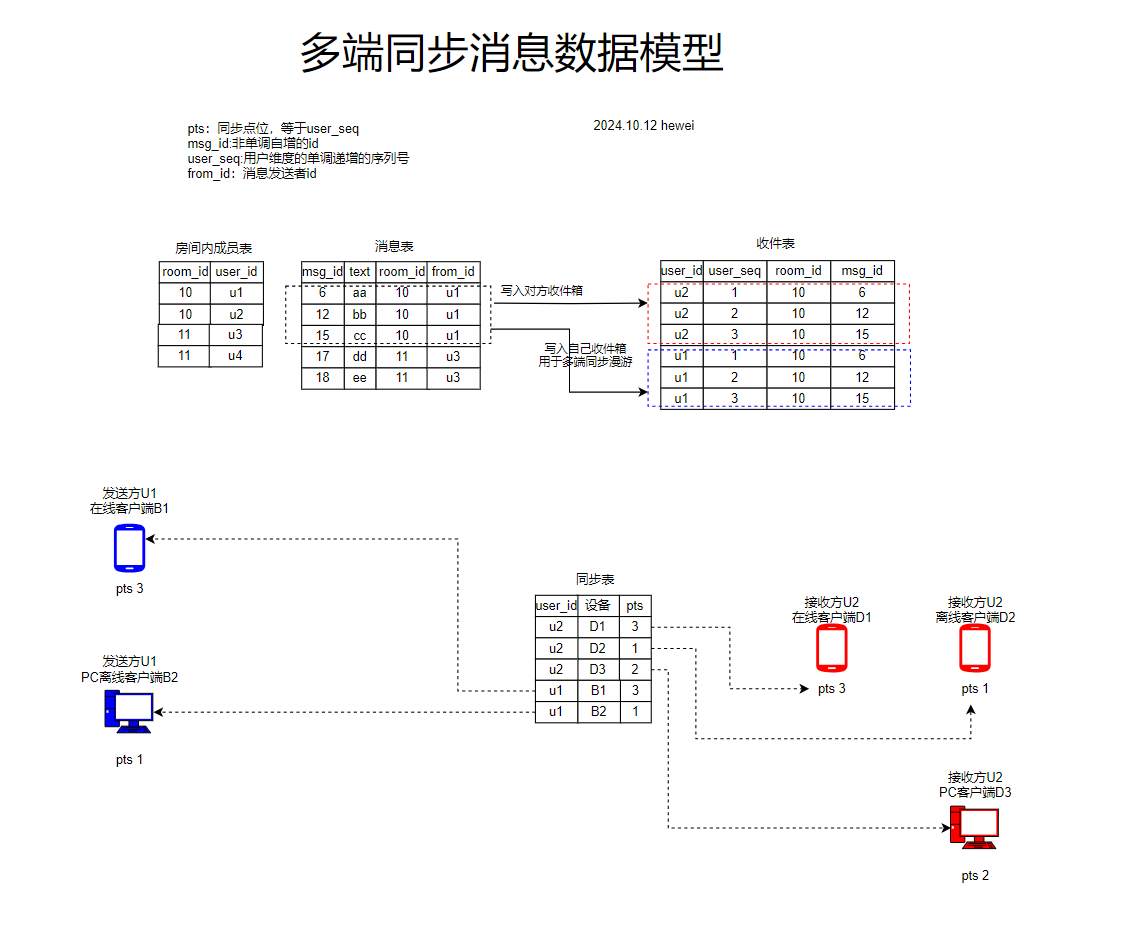 多端同步消息数据模型
pts：同步点位，等于user_seq
msg_id:非单调自增的id
user_seq:用户维度的单调递增的序列号
from_id：消息发送者id
2024.10.12 hewei
房间内成员表
room_id user_id
10 u1
10 u2
11 u3
11 u4
消息表
msg_id text room_id from_id
6 aa 10 u1
12 bb 10 u1
15 cc 10 u1
17 dd 11 u3
18 ee 11 u3
写入对方收件箱
写入自己收件箱
用于多端同步漫游
收件表
user_id user_seq room_id msg_id
u2 1 10 6
u2 2 10 12
u2 3 10 15
u1 1 10 6
u1 2 10 12
u1 3 10 15
发送方U1
在线客户端B1
pts 3
发送方U1
PC离线客户端B2
pts 1
同步表
user_id 设备 pts
u2 D1 3
u2 D2 1
u2 D3 2
u1 B1 3
u1 B2 1
接收方U2
在线客户端D1
pts 3
接收方U2
离线客户端D2
pts 1
接收方U2
PC客户端D3
pts 2